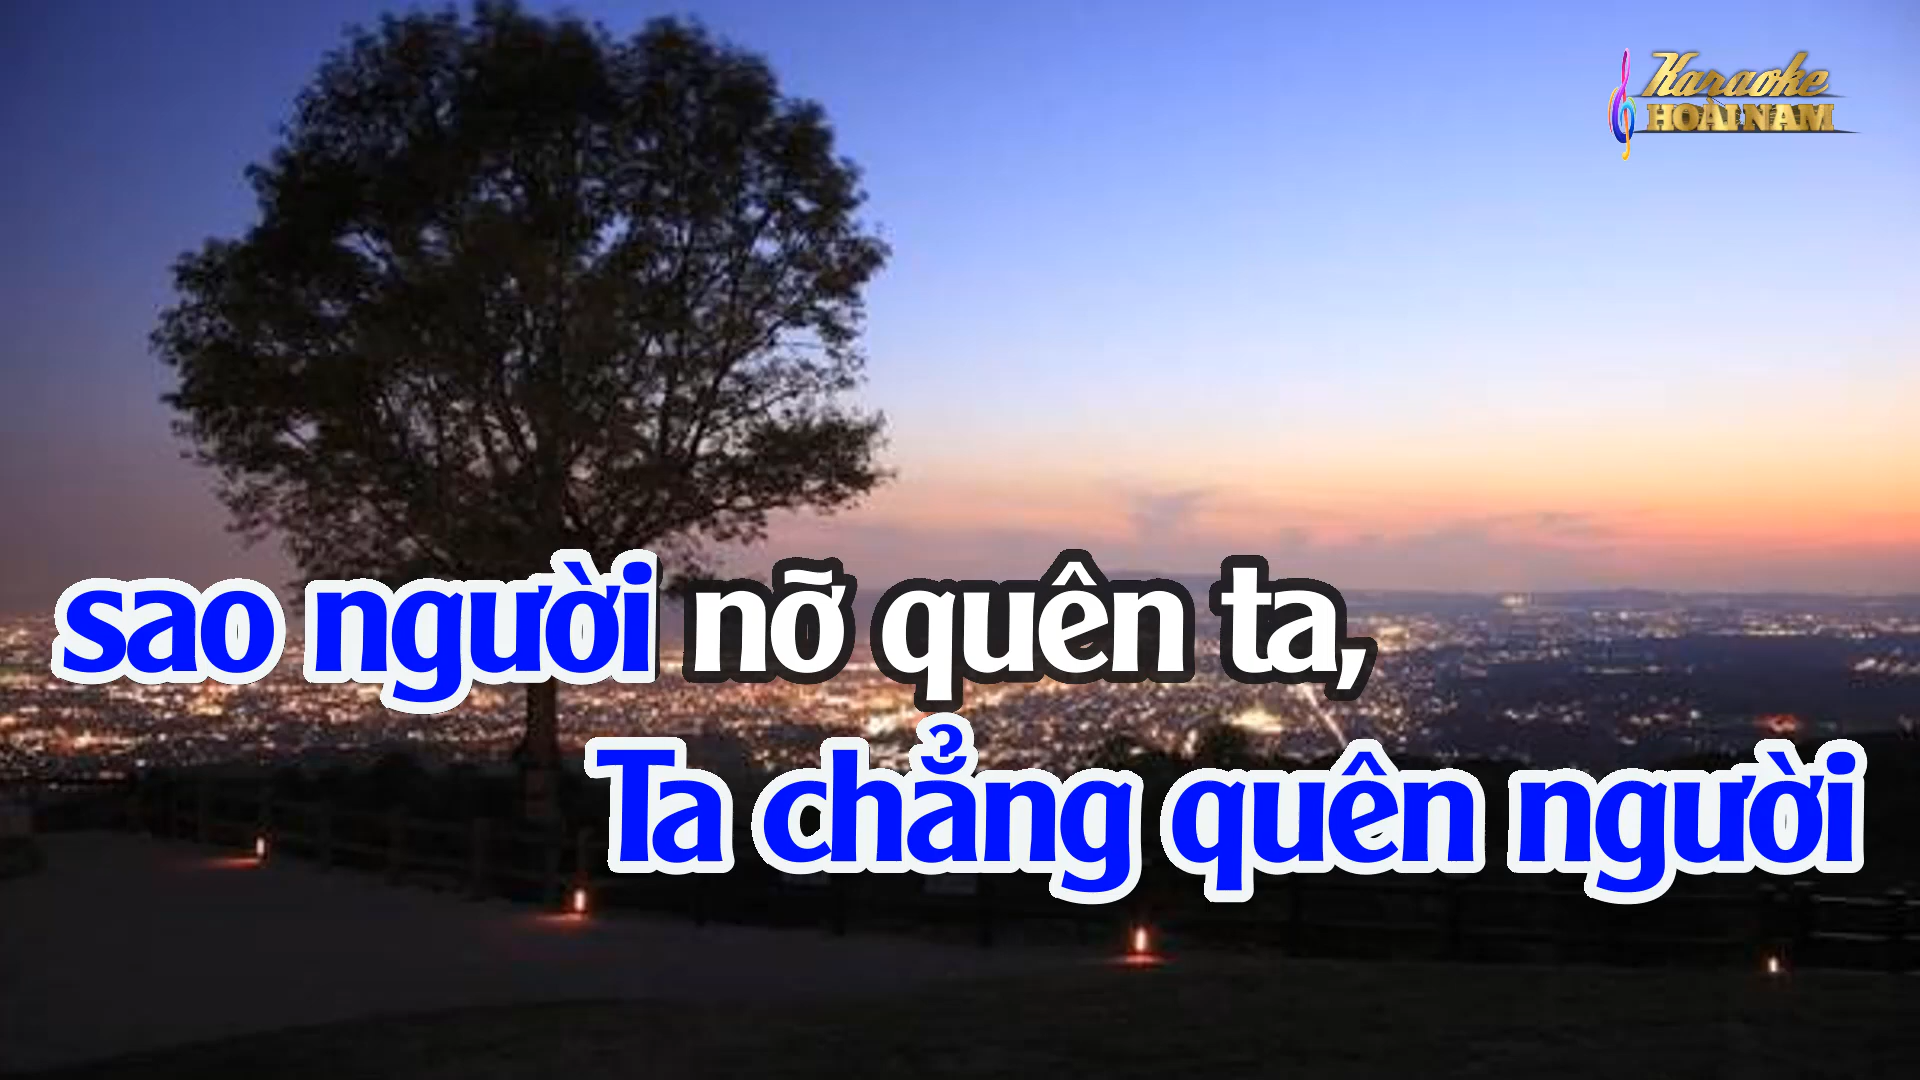 Karaoke
HOÀI NAM
sao người nỡ quên ta,
Ta chẳng quên người